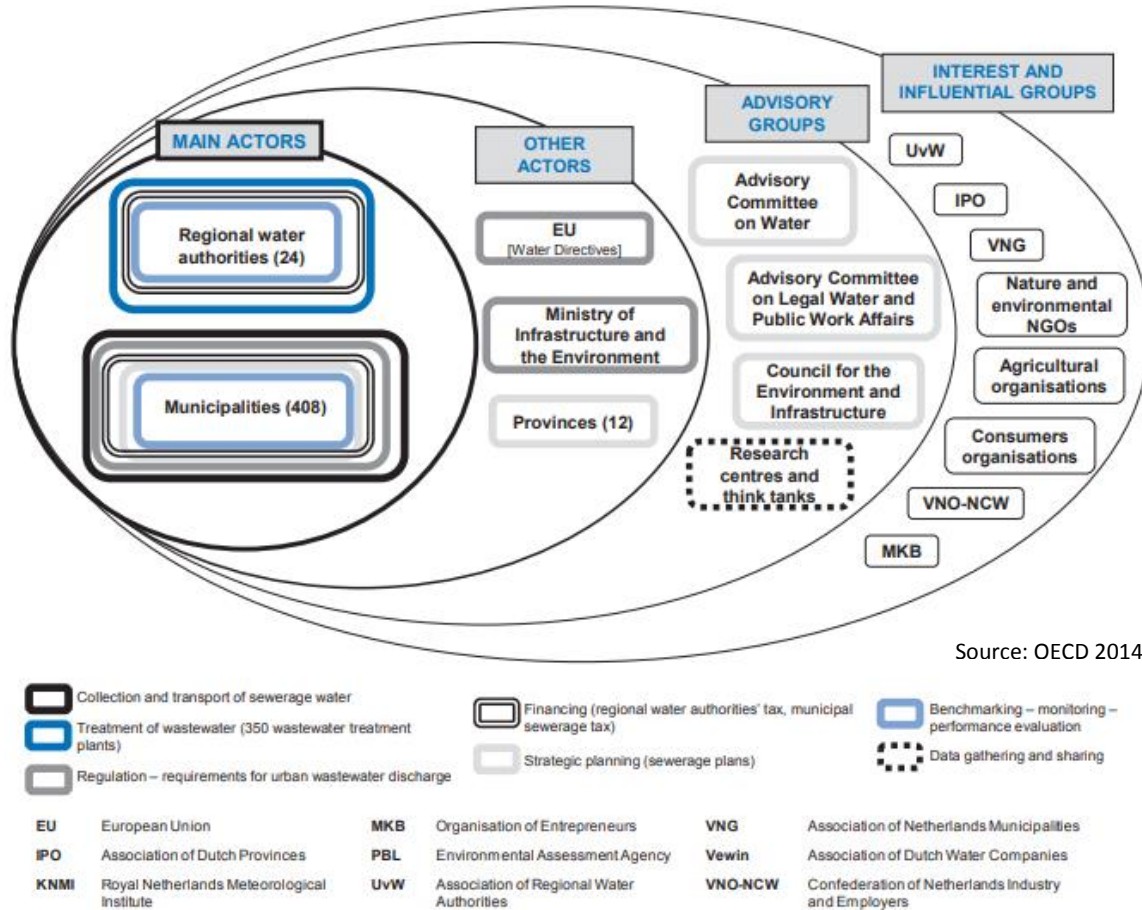 INTEREST AND
INFLUENTIAL GROUPS
ADVISORY
GROUPS
OTHER
ACTORS
MAIN ACTORS
Regional water
authorities (24)
Municipalities (408)
EU
[Water Directives]
Ministry of
Infrastructure and
the Environment
Provinces (12)
Advisory
Committee
on Water
Advisory Committee
on Legal Water and
Public Work Affairs
Council for the
Environment and
Infrastructure
Research
centres and
think tanks
UvW
IPO
VNG
Nature and
environmental
NGOs
Agricultural
organisations
Consumers
organisations
VNO-NCW
MKB
Source: OECD 2014
Collection and transport of sewerage water
Treatment of wastewater (350 wastewater treatment
plants)
Regulation – requirements for urban wastewater discharge
Financing (regional water authorities' tax, municipal
sewerage tax)
Strategic planning (sewerage plans)
Benchmarking – monitoring –
performance evaluation
Data gathering and sharing
EU European Union
IPO Association of Dutch Provinces
KNMI Royal Netherlands Meteorological
Institute
MKB Organisation of Entrepreneurs
PBL Environmental Assessment Agency
UvW Association of Regional Water
Authorities
VNG Association of Netherlands Municipalities
Vewin Association of Dutch Water Companies
VNO-NCW Confederation of Netherlands Industry
and Employers